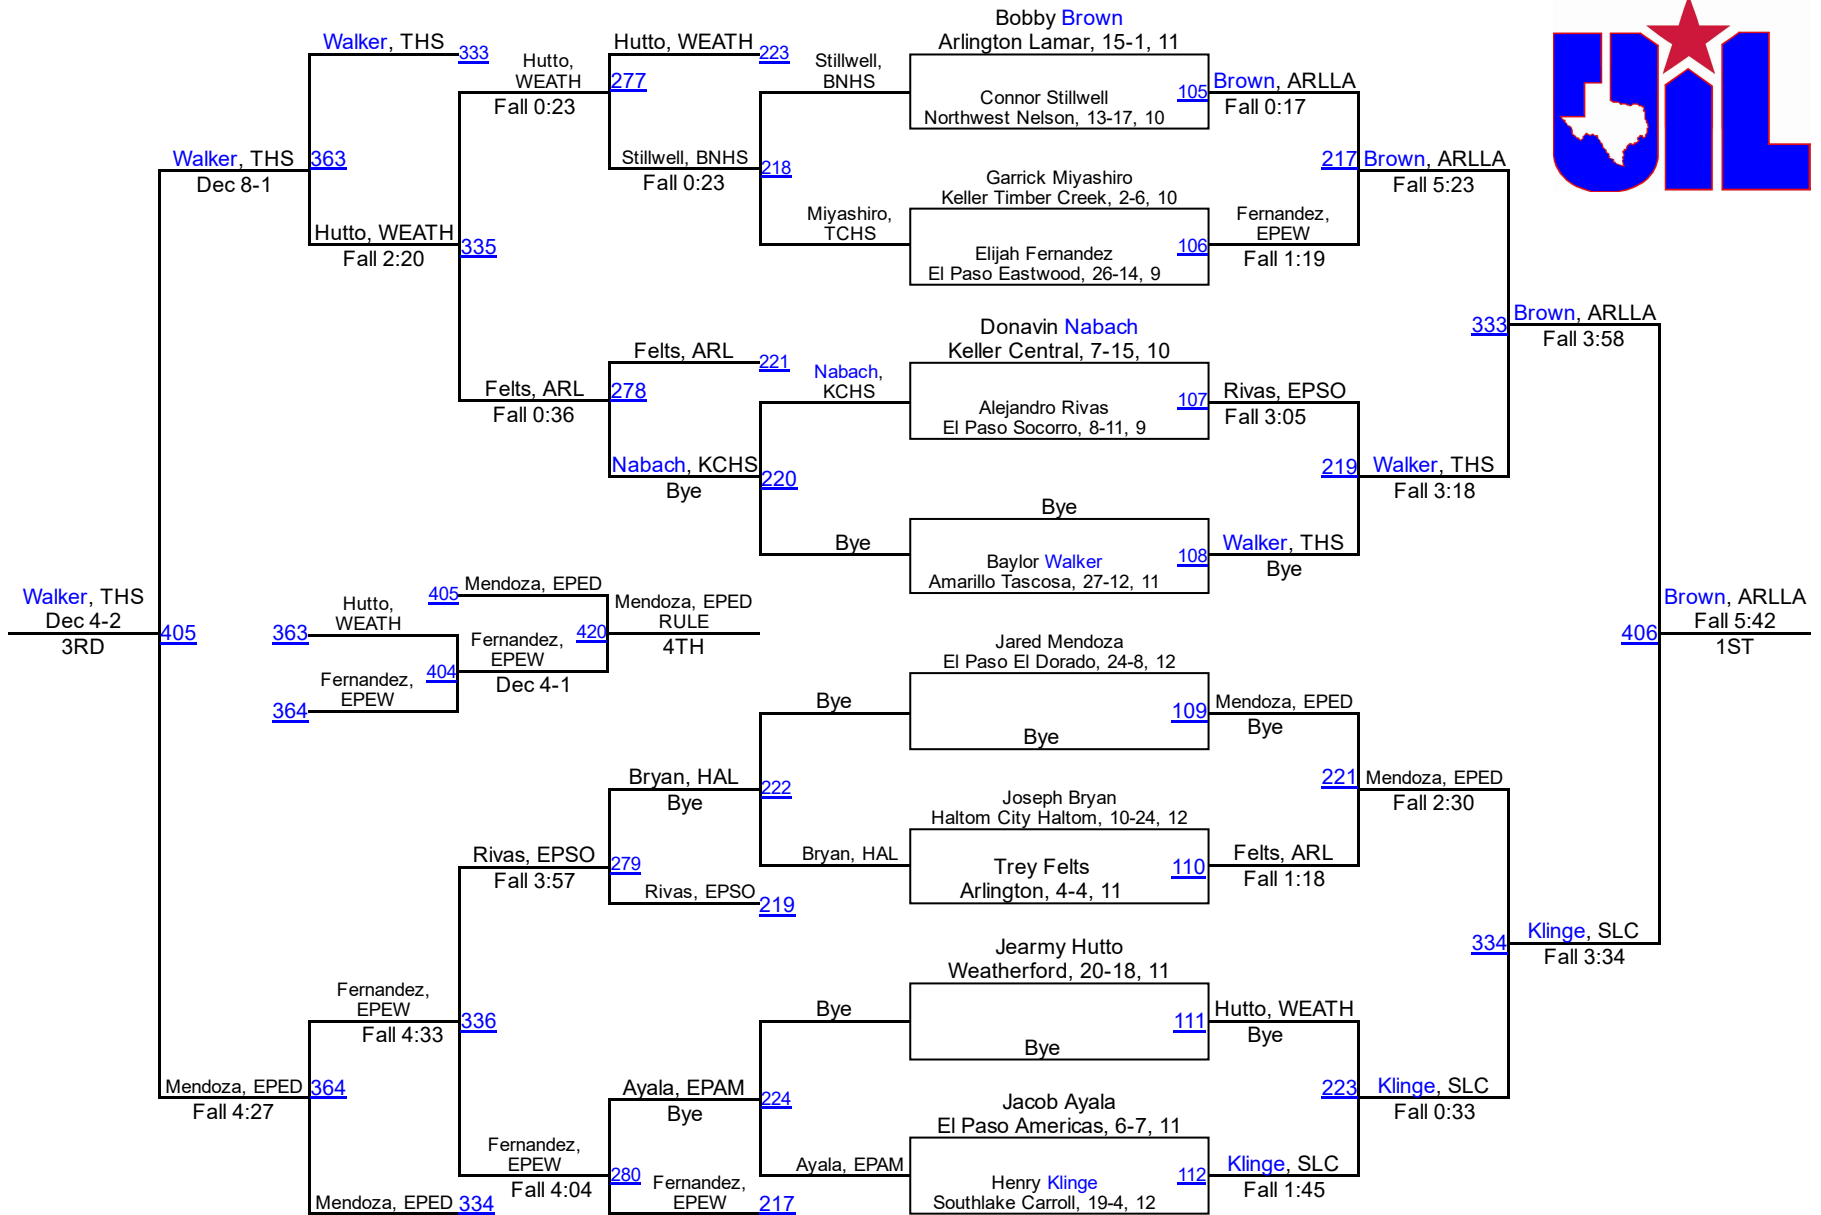 Bobby Brown
Arlington Lamar, 15-1, 11
105
Connor Stillwell
Northwest Nelson, 13-17, 10
Garrick Miyashiro
Keller Timber Creek, 2-6, 10
106
Elijah Fernandez
El Paso Eastwood, 26-14, 9
Donavin Nabach
Keller Central, 7-15, 10
107
Alejandro Rivas
El Paso Socorro, 8-11, 9
Bye
108
Baylor Walker
Amarillo Tascosa, 27-12, 11
Jared Mendoza
El Paso El Dorado, 24-8, 12
109
Bye
Joseph Bryan
Haltom City Haltom, 10-24, 12
110
Trey Felts
Arlington, 4-4, 11
Jearmy Hutto
Weatherford, 20-18, 11
111
Bye
Jacob Ayala
El Paso Americas, 6-7, 11
112
Henry Klinge
Southlake Carroll, 19-4, 12
Brown, ARLLA
Fall 0:17
Fernandez,
EPEW
Fall 1:19
Rivas, EPSO
Fall 3:05
Walker, THS
Bye
Mendoza, EPED
Bye
Felts, ARL
Fall 1:18
Hutto, WEATH
Bye
Klinge, SLC
Fall 1:45
217
Brown, ARLLA
Fall 5:23
219
Walker, THS
Fall 3:18
221
Mendoza, EPED
Fall 2:30
223
Klinge, SLC
Fall 0:33
333
Brown, ARLLA
Fall 3:58
334
Klinge, SLC
Fall 3:34
406
Brown, ARLLA
Fall 5:42
1ST
Stillwell,
BNHS
Miyashiro,
TCHS
Nabach,
KCHS
Bye
Bye
Bryan, HAL
Bye
Ayala, EPAM
Hutto, WEATH
223
Stillwell, BNHS
218
Fall 0:23
Felts, ARL
221
Nabach, KCHS
220
Bye
Bryan, HAL
222
Bye
Rivas, EPSO
219
Ayala, EPAM
224
Bye
Fernandez,
EPEW
217
Hutto,
WEATH
277
Fall 0:23
Felts, ARL
278
Fall 0:36
Rivas, EPSO
279
Fall 3:57
Fernandez,
EPEW
280
Fall 4:04
Walker, THS
333
Hutto, WEATH
335
Fall 2:20
Fernandez,
EPEW
336
Fall 4:33
Mendoza, EPED
334
Walker, THS
363
Dec 8-1
Mendoza, EPED
364
Fall 4:27
Walker, THS
Dec 4-2
405
3RD
363
Hutto,
WEATH
364
Fernandez,
EPEW
404
Fernandez,
EPEW
Dec 4-1
405
Mendoza, EPED
420
Mendoza, EPED
RULE
4TH
UIL